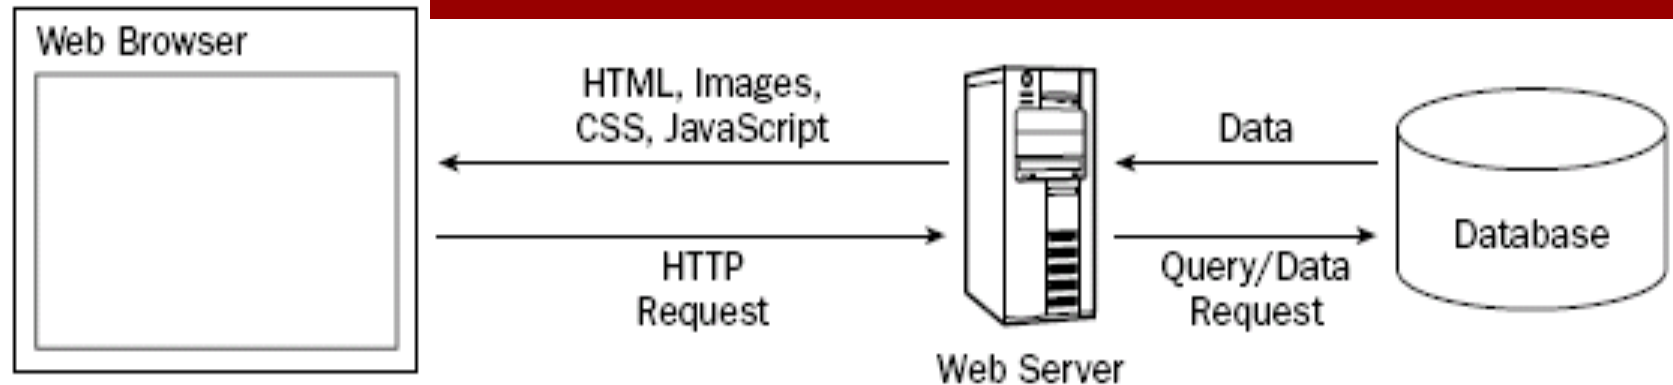 Web Browser
HTML, Images,
CSS, JavaScript
HTTP
Request
Web Server
Data
Query/Data
Request
Database